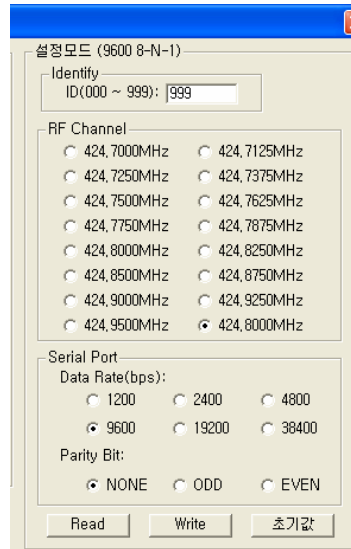 설정모드 (9600 8-N-1)
Identify
ID(000 ~ 999): 999
RF Channel
424,7000MHz 424,7125MHz
424,7250MHz 424,7375MHz
424,7500MHz 424,7625MHz
424,7750MHz 424,7875MHz
424,8000MHz 424,8250MHz
424,8500MHz 424,8750MHz
424,9000MHz 424,9250MHz
424,9500MHz 424,8000MHz
Serial Port
Data Rate(bps):
1200 2400 4800
9600 19200 38400
Parity Bit:
NONE ODD EVEN
Read Write 초기값